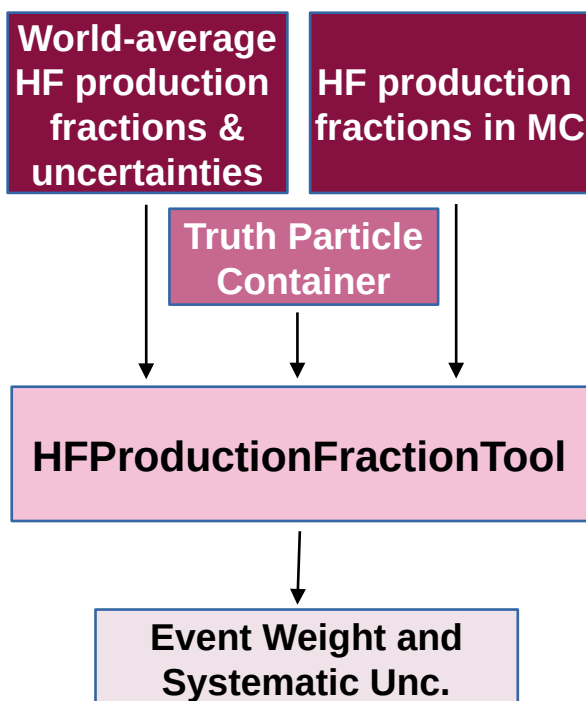 World-average
HF production
fractions &
uncertainties
HF production
fractions in MC
Truth Particle
Container
HFProductionFractionTool
Event Weight and
Systematic Unc.